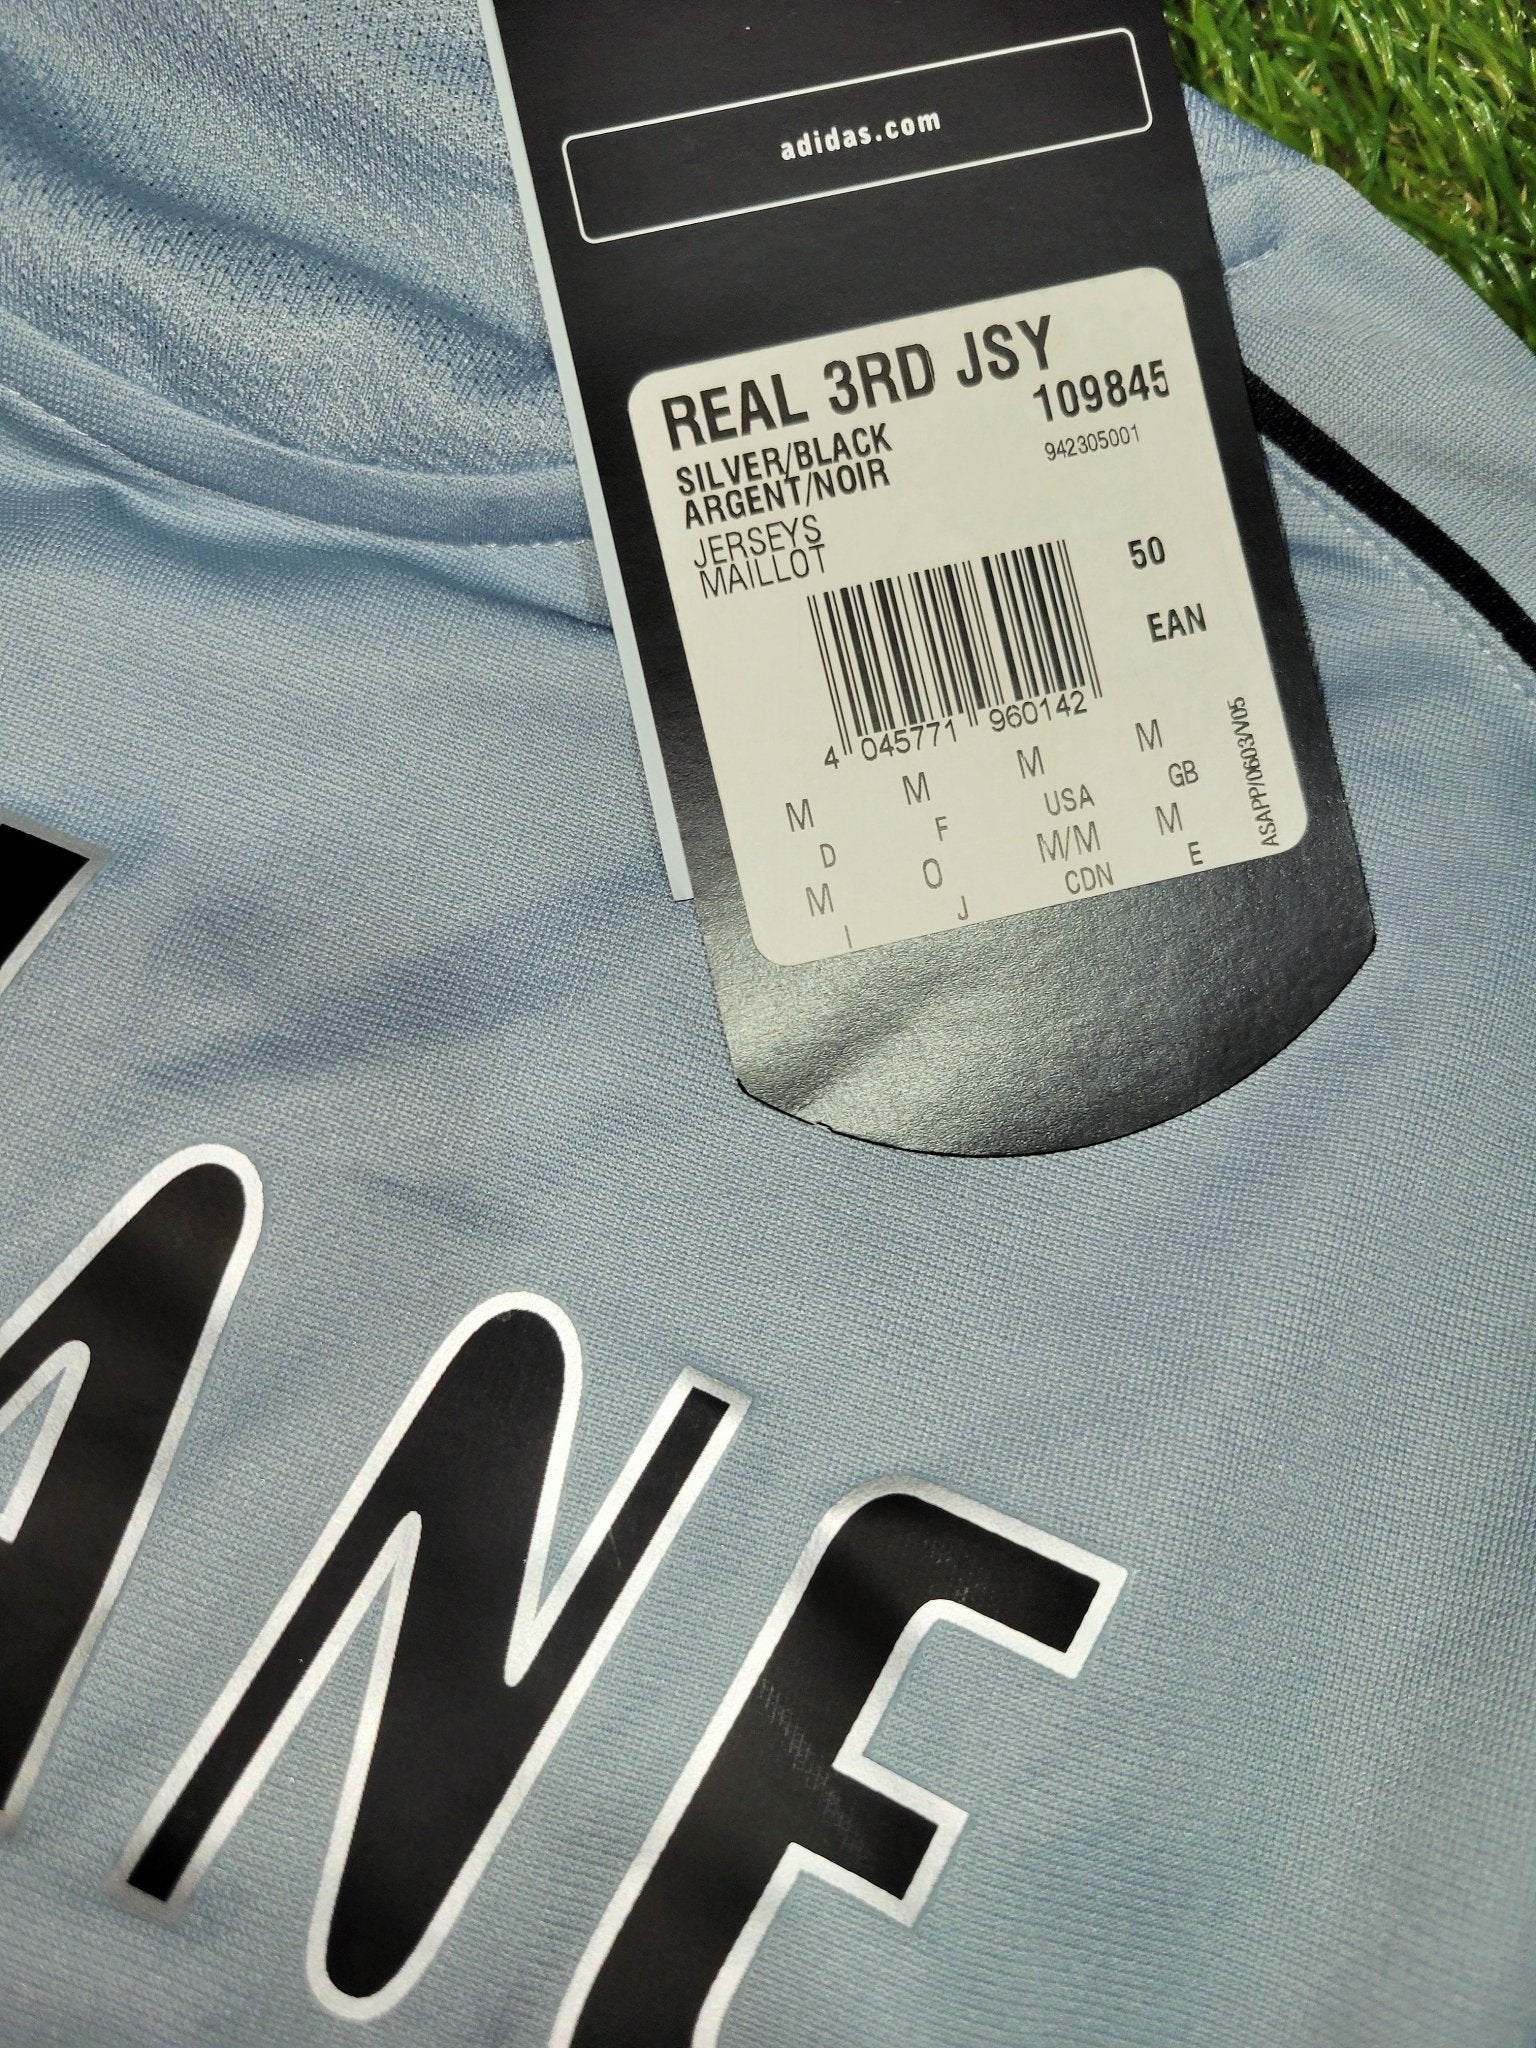 adidas.com
REAL 3RD JSY
109845
SILVER/BLACK
942305001
ARGENT/NOIR
JERSEYS
MAILLOT
50
EAN
4 045771 960142
M M M M
D F USA GB
M O M/M M
I J CDN E
ASAPP/0603/V05
ANE